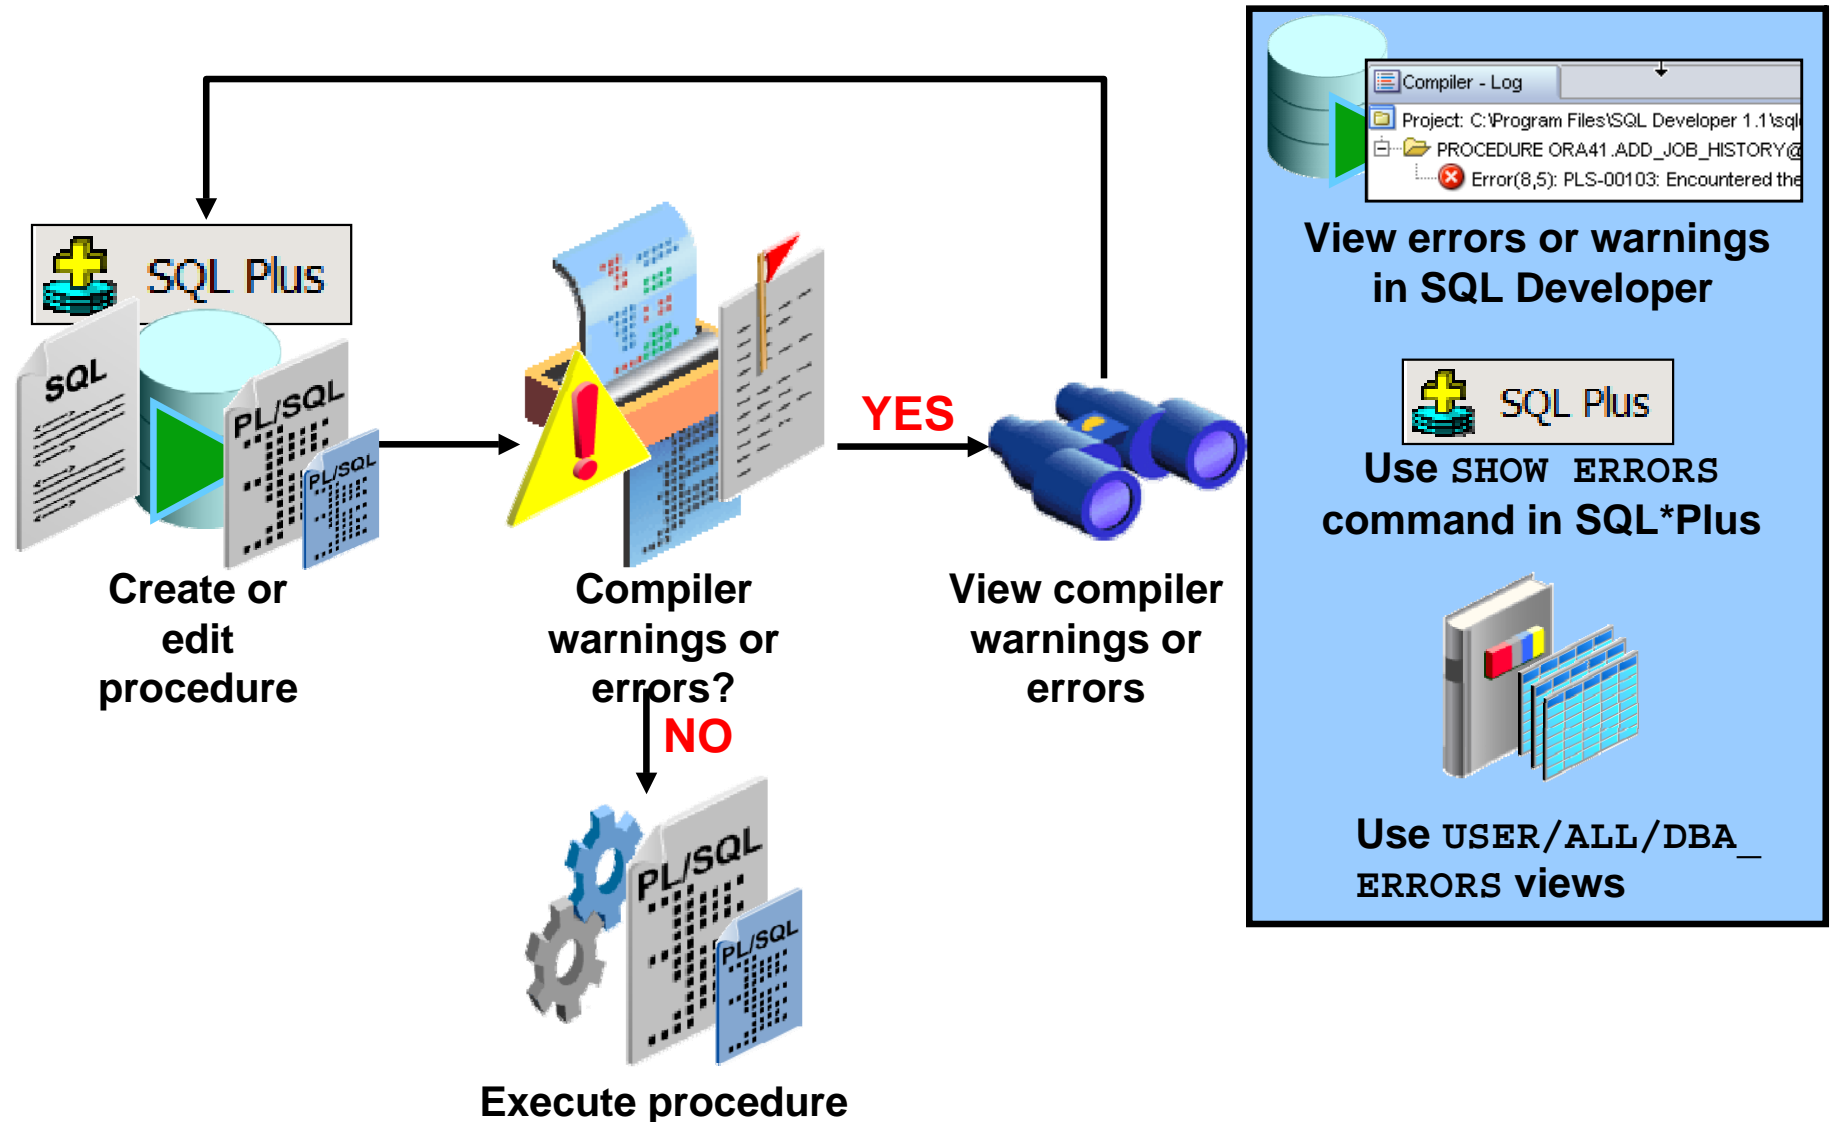 SQL Plus
SQL
PL/SQL
PL/SQL
Create or
edit
procedure
Compiler
warnings or
errors?
YES
NO
View compiler
warnings or
errors
PL/SQL
PL/SQL
Execute procedure
Compiler - Log
Project: C:\Program Files\SQL Developer 1.1\sql
PROCEDURE ORA41.ADD_JOB_HISTORY@
Error(8,5): PLS-00103: Encountered the
View errors or warnings
in SQL Developer
SQL Plus
Use SHOW ERRORS
command in SQL*Plus
Use USER/ALL/DBA_
ERRORS views